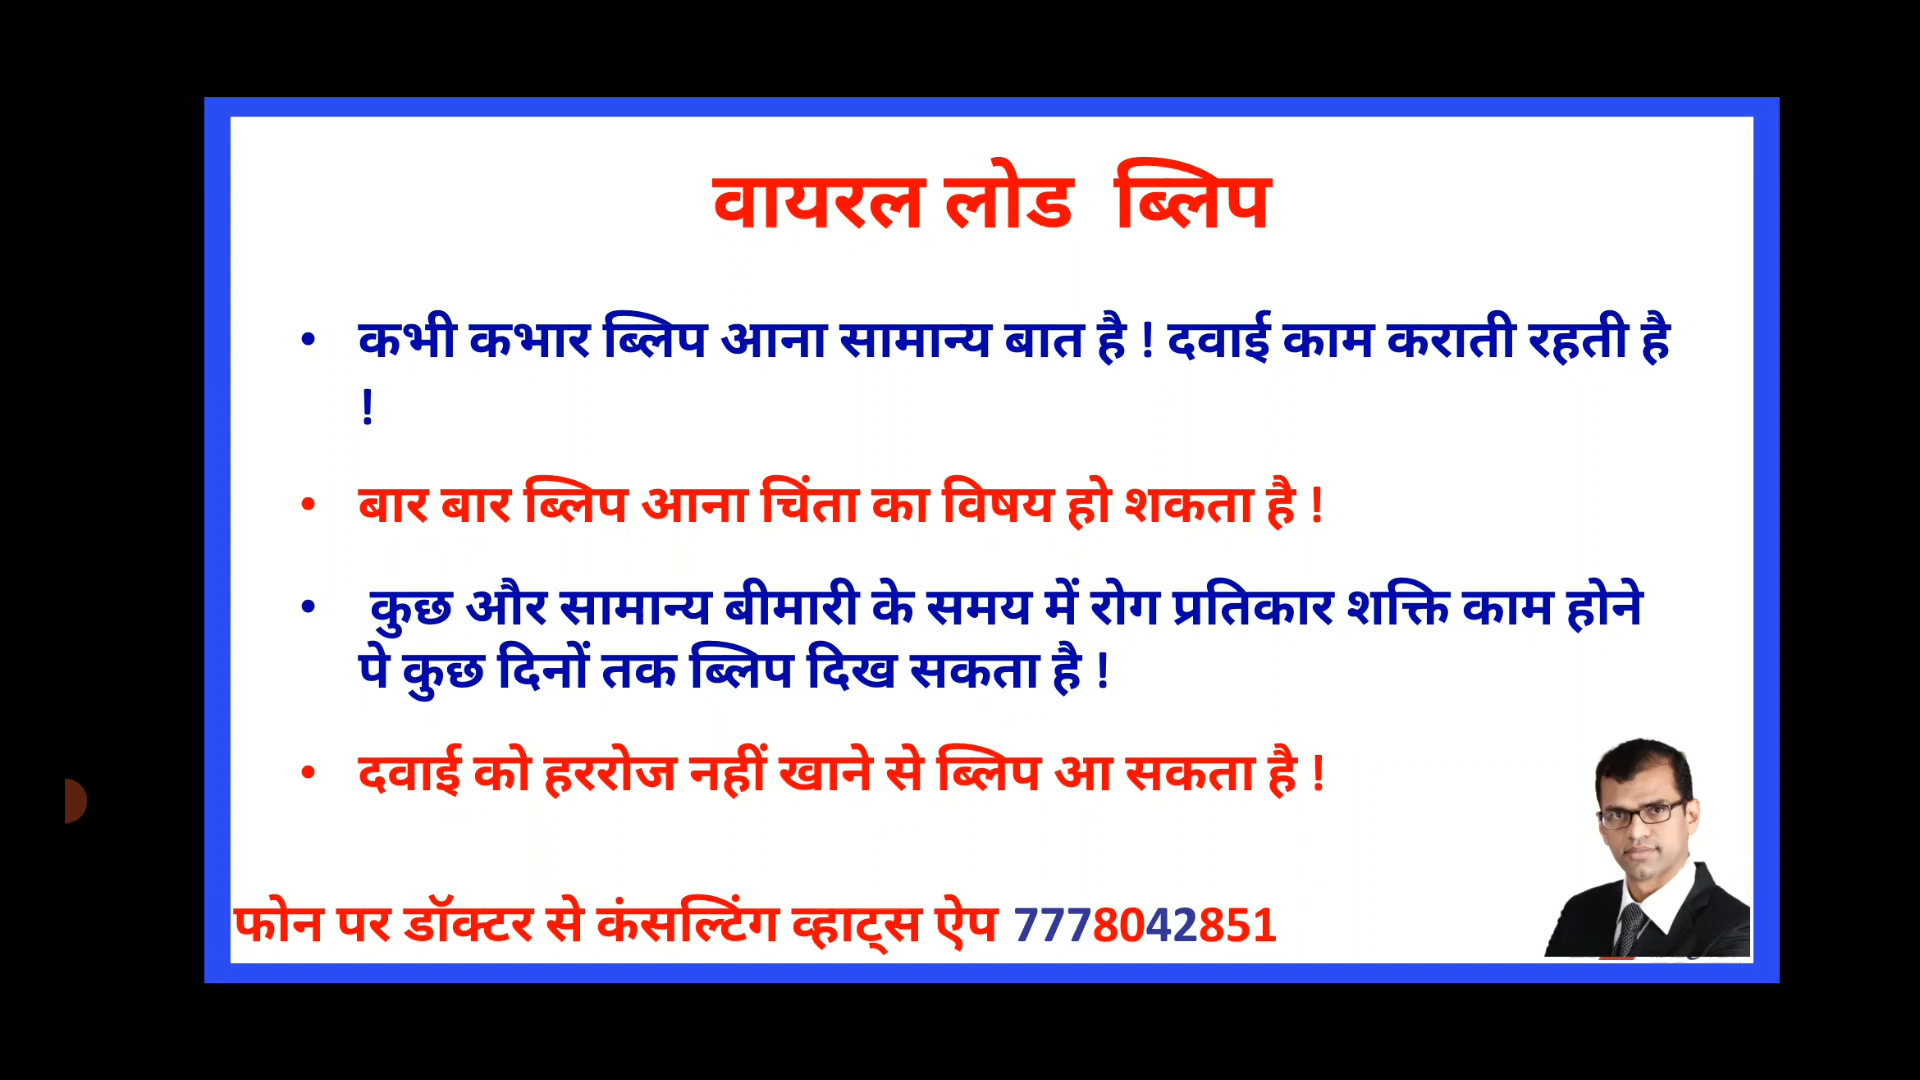 वायरल लोड ब्लिप
• कभी कभार ब्लिप आना सामान्य बात है ! दवाई काम कराती रहती है
!
• बार बार ब्लिप आना चिंता का विषय हो शकता है !
• कुछ और सामान्य बीमारी के समय में रोग प्रतिकार शक्ति काम होने
पे कुछ दिनों तक ब्लिप दिख सकता है !
• दवाई को हररोज नहीं खाने से ब्लिप आ सकता है !
फोन पर डॉक्टर से कंसल्टिंग व्हाट्स ऐप 7778042851